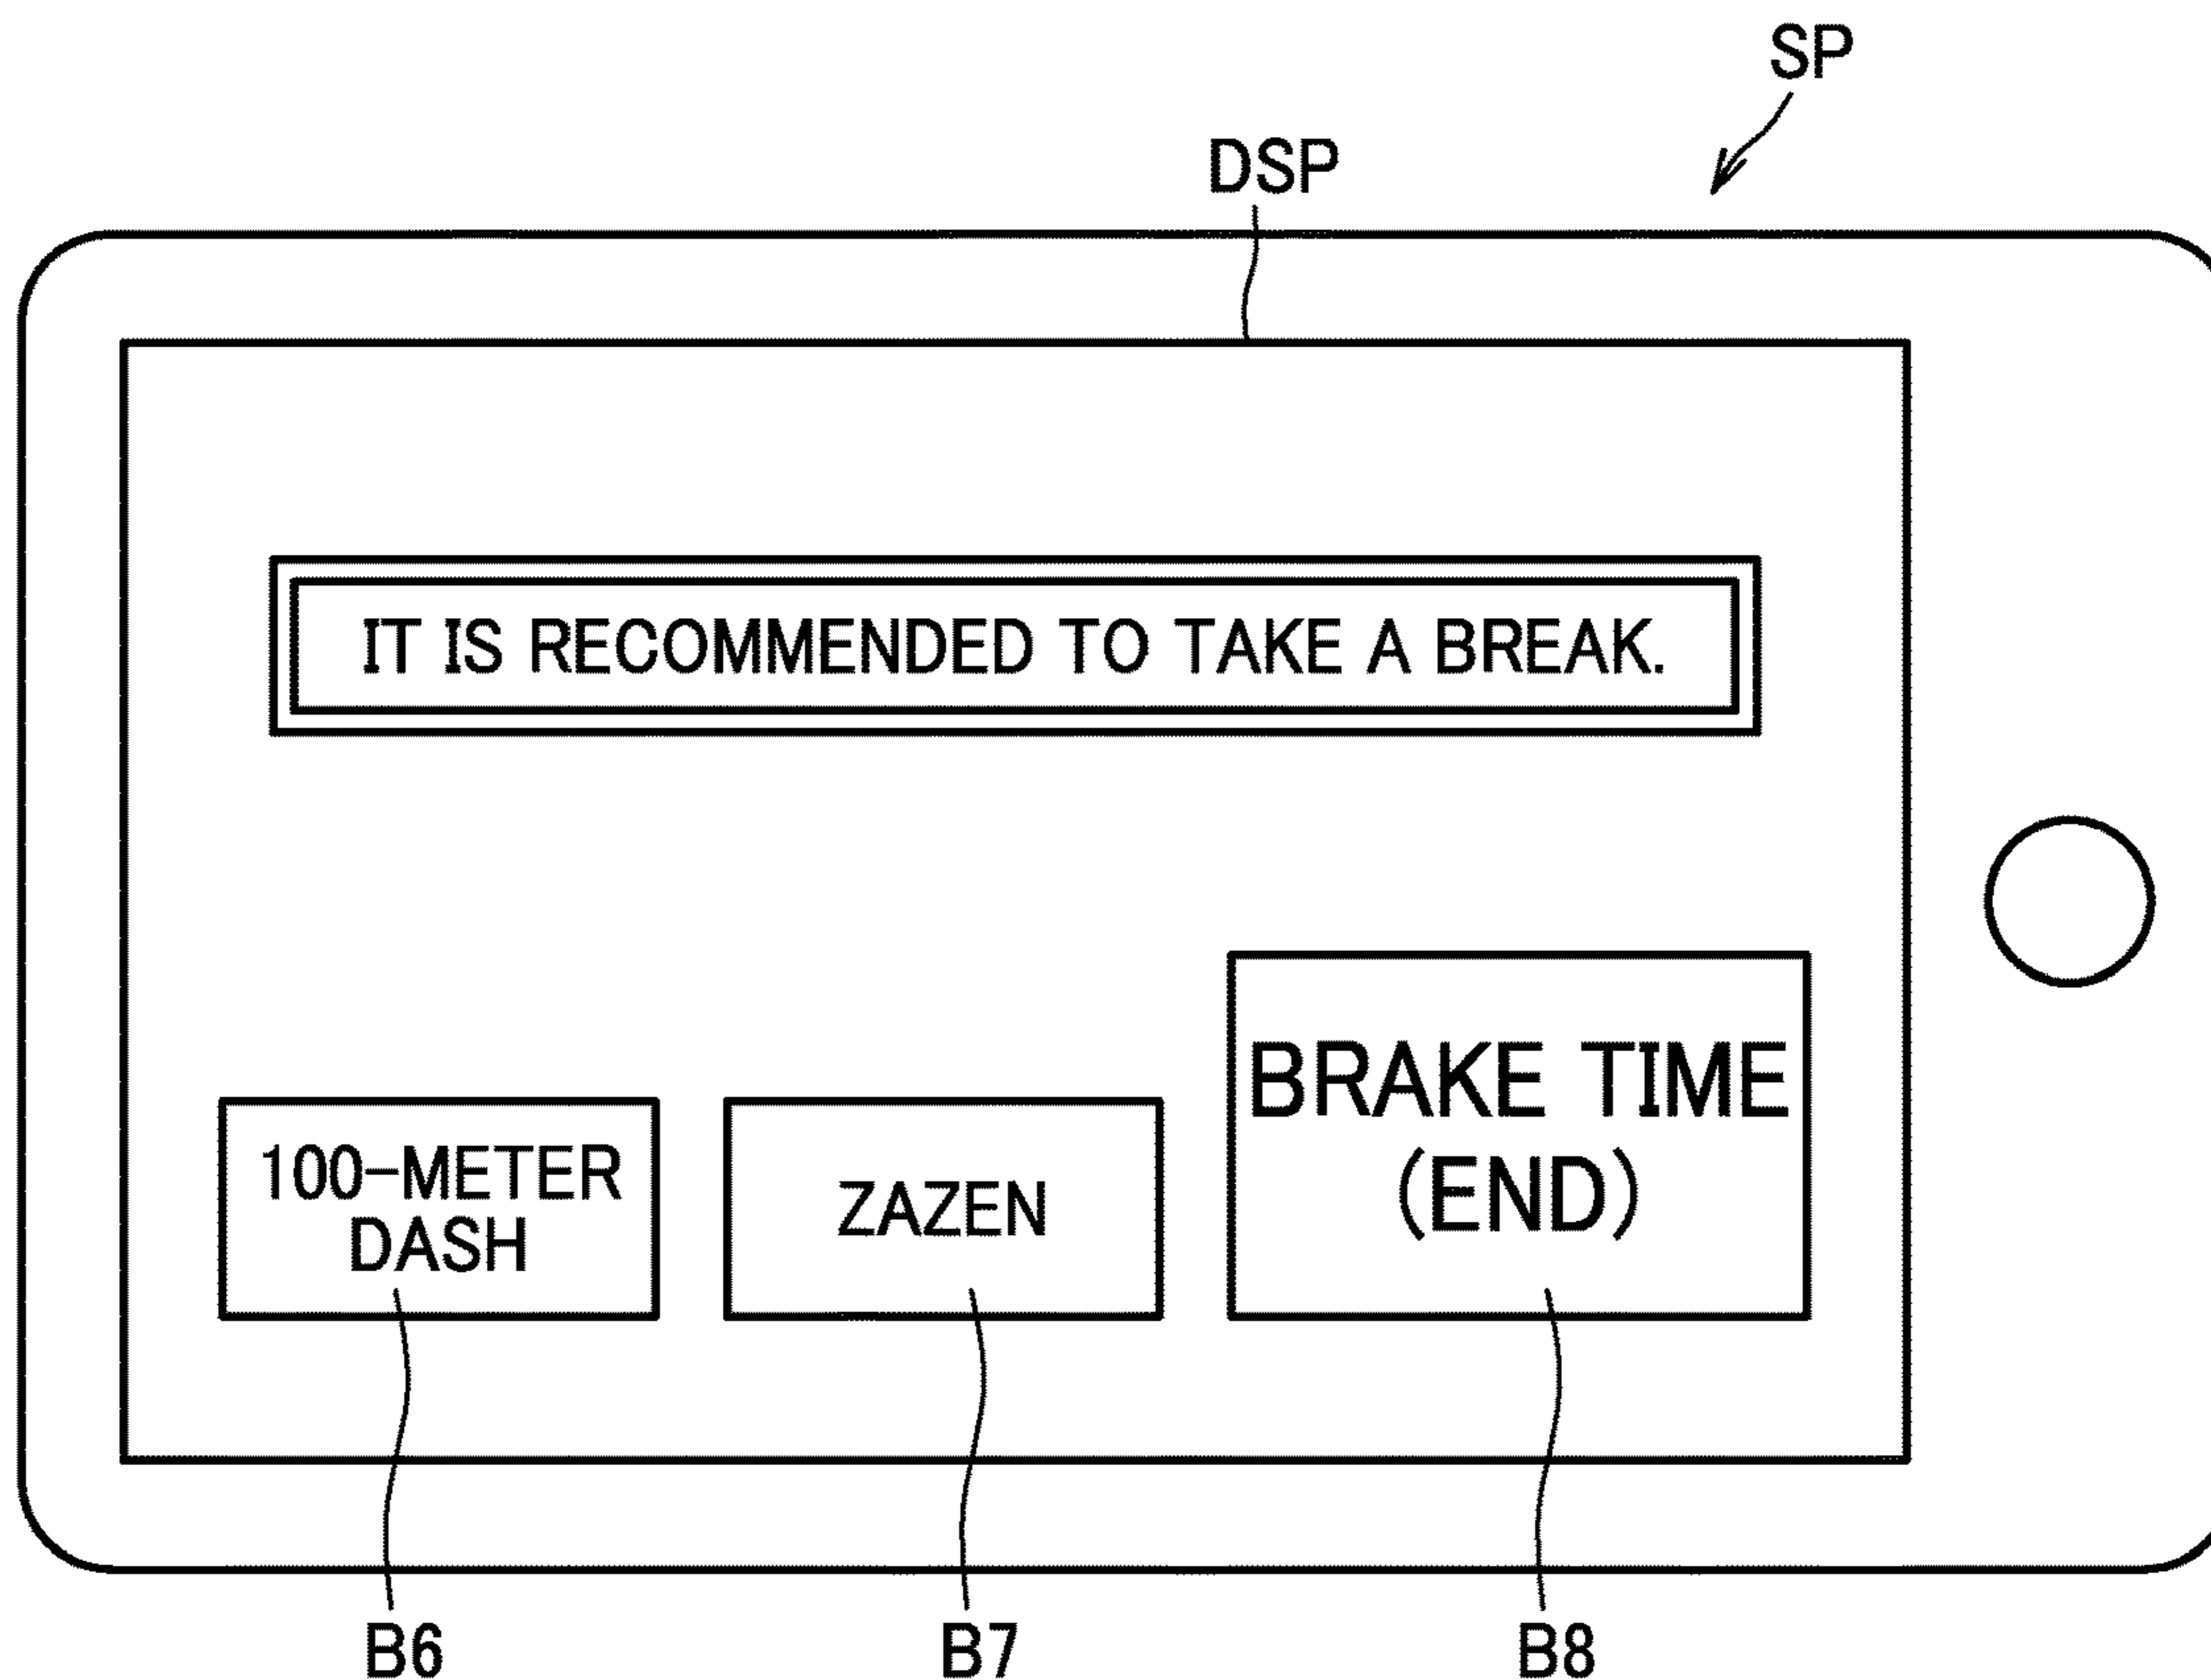 SP
DSP
IT IS RECOMMENDED TO TAKE A BREAK.
BRAKE TIME
(END)
100-METER
DASH
ZAZEN
B6
B7
B8